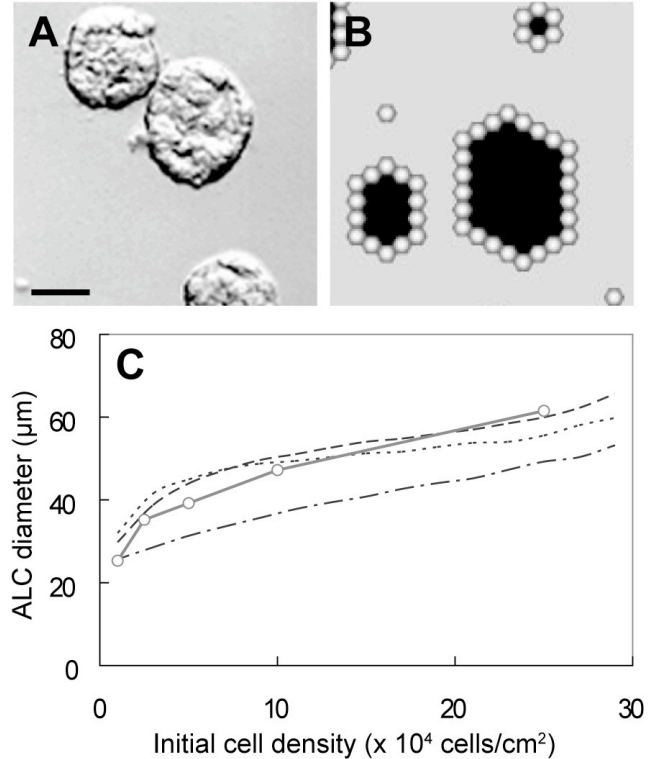 A
B
C
80
60
40
20
0
ALC diameter (µm)
0
10
20
30
Initial cell density (x 10⁴ cells/cm²)